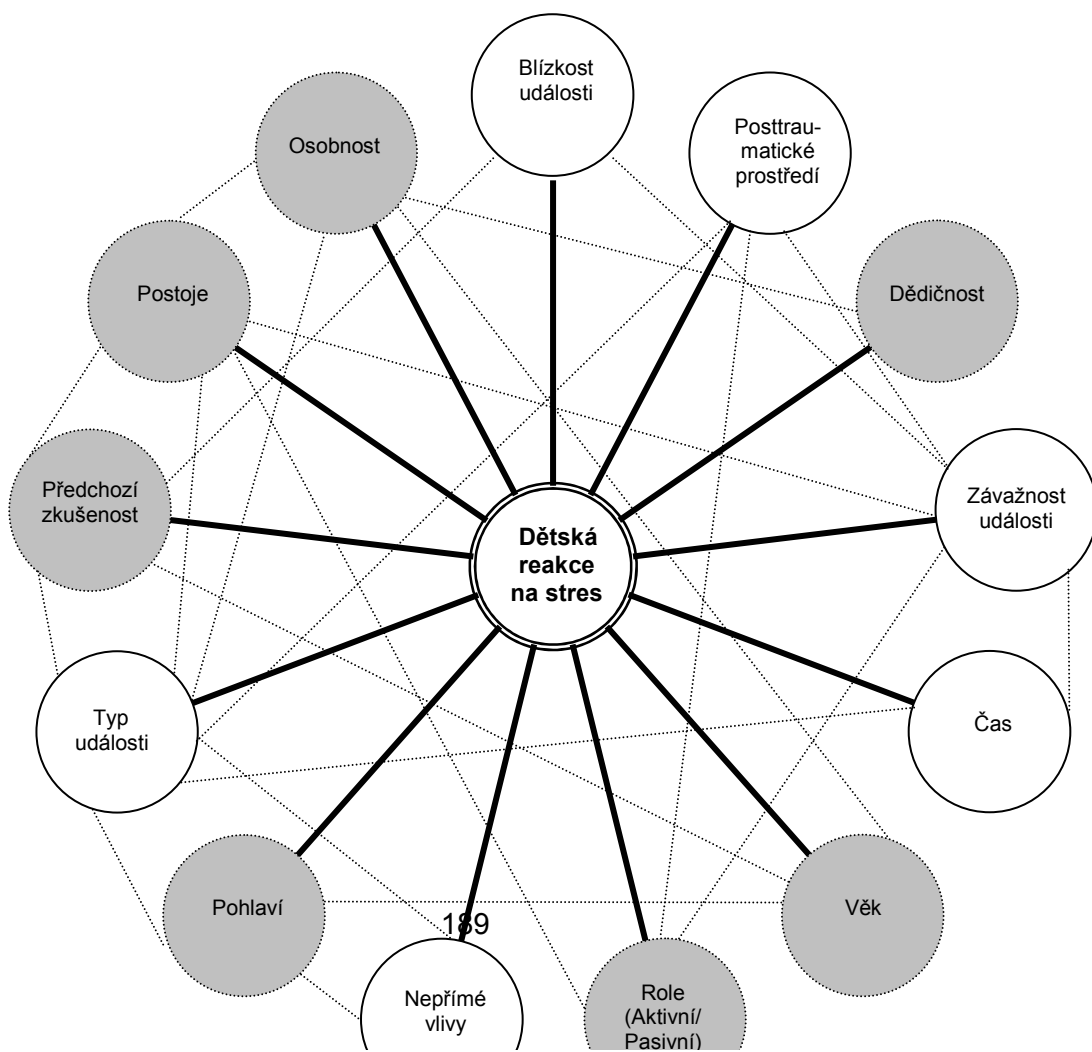 Blízkost
události
Osobnost
Posttrau-
matické
prostředí
Postoje
Dědičnost
Předchozí
zkušenost
Závažnost
události
Dětská
reakce
na stres
Typ
události
Čas
Pohlaví
Věk
189
Nepřímé
vlivy
Role
(Aktivní/
Pasivní)